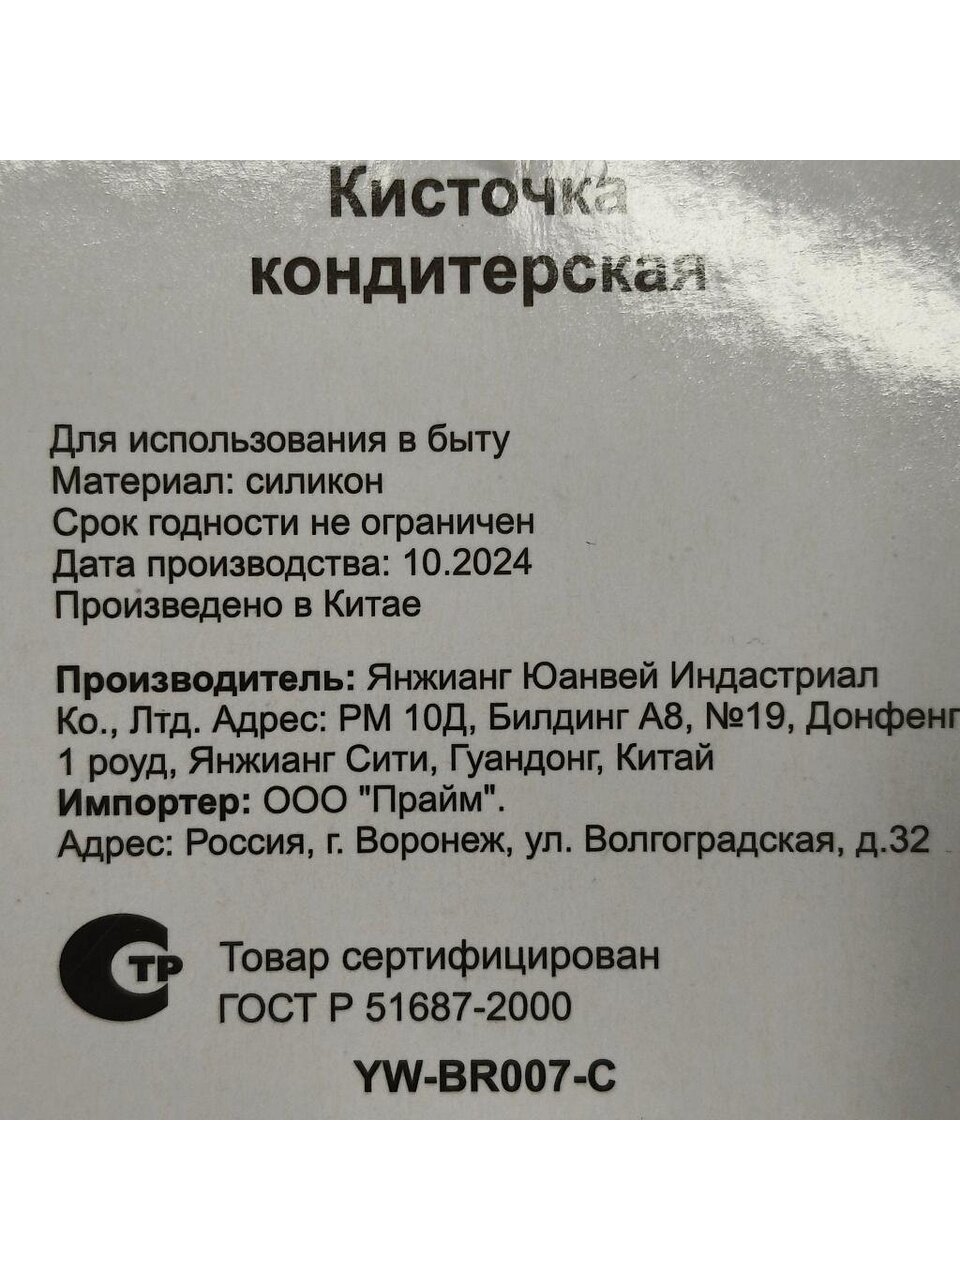 Кисточка
кондитерская
Для использования в быту
Материал: силикон
Срок годности не ограничен
Дата производства: 10.2024
Произведено в Китае
Производитель: Янжианг Юанвей Индастриал
Ко., Лтд. Адрес: РМ 10Д, Билдинг А8, №19, Донфенг
1 роуд, Янжианг Сити, Гуандонг, Китай
Импортер: ООО "Прайм".
Адрес: Россия, г. Воронеж, ул. Волгоградская, д.32
СТР
Товар сертифицирован
ГОСТ Р 51687-2000
YW-BR007-C